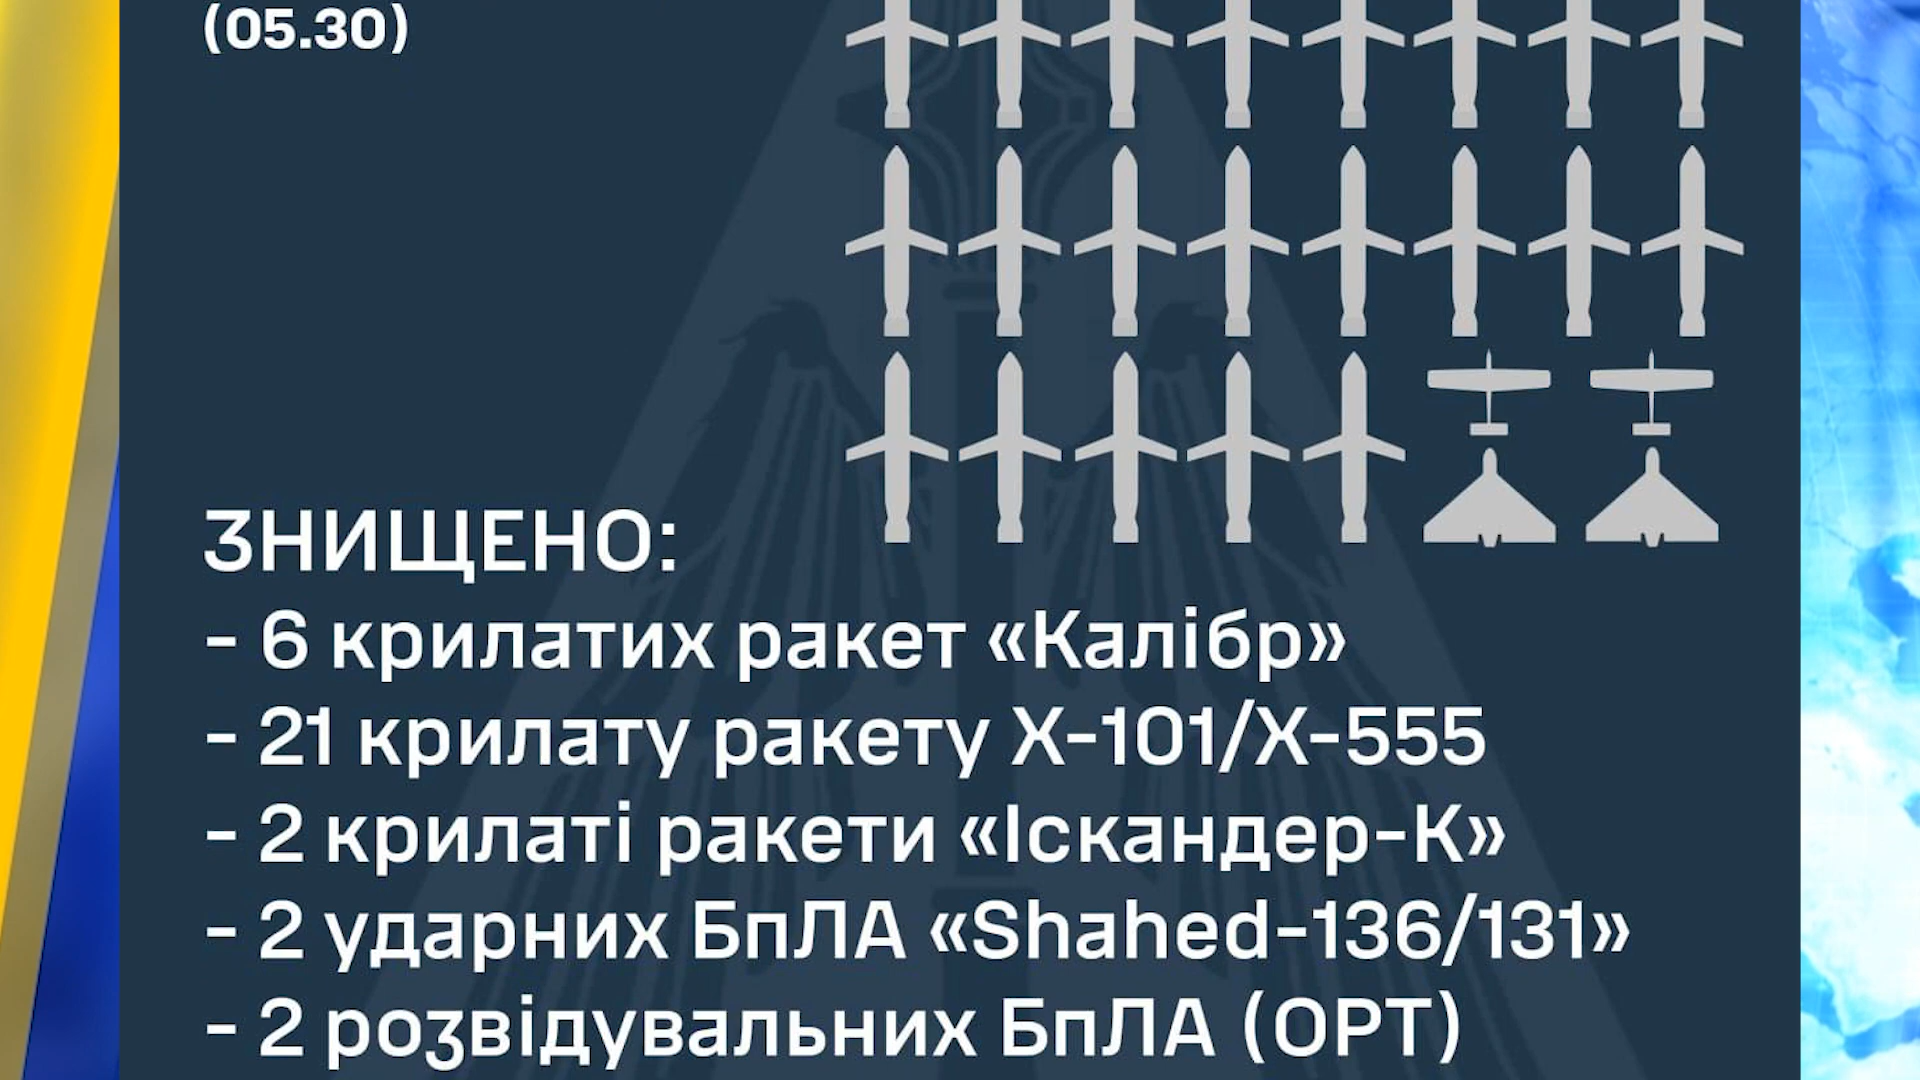 (05.30)
ЗНИЩЕНО:
- 6 крилатих ракет «Калібр»
- 21 крилату ракету Х-101/Х-555
- 2 крилаті ракети «Іскандер-К»
- 2 ударних БпЛА «Shahed-136/131»
- 2 розвідувальних БпЛА (ОРТ)